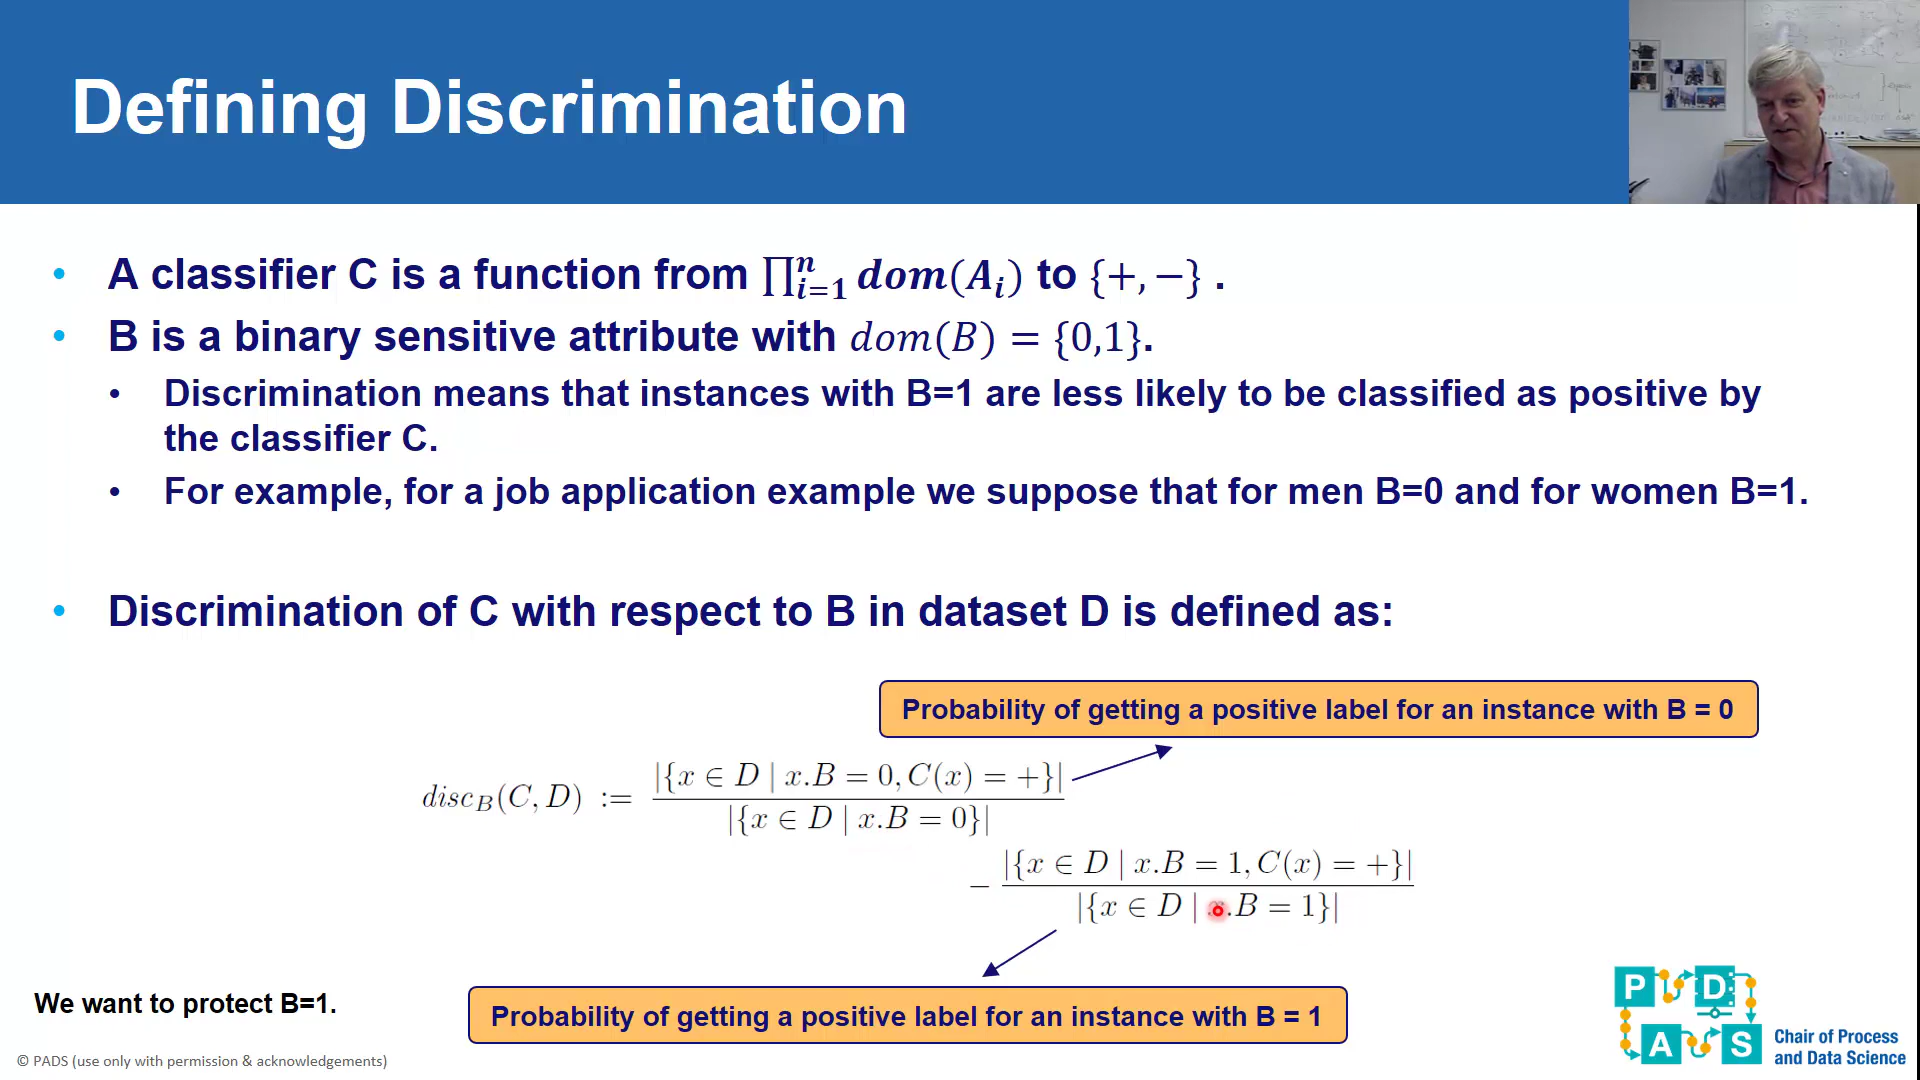 Defining Discrimination
• A classifier C is a function from ∏ⁿᵢ₌₁ dom(Aᵢ) to {+, −} .
• B is a binary sensitive attribute with dom(B) = {0,1}.
• Discrimination means that instances with B=1 are less likely to be classified as positive by
the classifier C.
• For example, for a job application example we suppose that for men B=0 and for women B=1.
• Discrimination of C with respect to B in dataset D is defined as:
Probability of getting a positive label for an instance with B = 0
disc_B(C, D) := |{x ∈ D | x.B = 0, C(x) = +}|
|{x ∈ D | x.B = 0}|
− |{x ∈ D | x.B = 1, C(x) = +}|
|{x ∈ D | x.B = 1}|
We want to protect B=1.
Probability of getting a positive label for an instance with B = 1
P D
A S
Chair of Process
and Data Science
© PADS (use only with permission & acknowledgements)